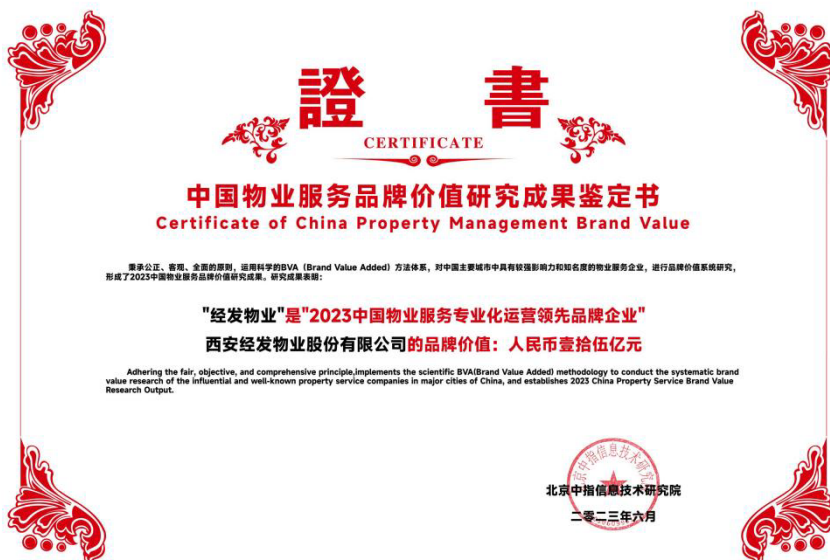 證 書
CERTIFICATE
中国物业服务品牌价值研究成果鉴定书
Certificate of China Property Management Brand Value
秉承公正、客观、全面的原则，运用科学的BVA（Brand Value Added）方法体系，对中国主要城市中具有较强影响力和知名度的物业服务企业，进行品牌价值系统研究，
形成了2023中国物业服务品牌价值研究成果。研究成果表明：
"经发物业"是"2023中国物业服务专业化运营领先品牌企业"
西安经发物业股份有限公司的品牌价值：人民币壹拾伍亿元
Adhering the fair, objective, and comprehensive principle,implements the scientific BVA(Brand Value Added) methodology to conduct the systematic brand
value research of the influential and well-known property service companies in major cities of China, and establishes 2023 China Property Service Brand Value
Research Output.
北京中指信息技术研究院
二零二三年六月